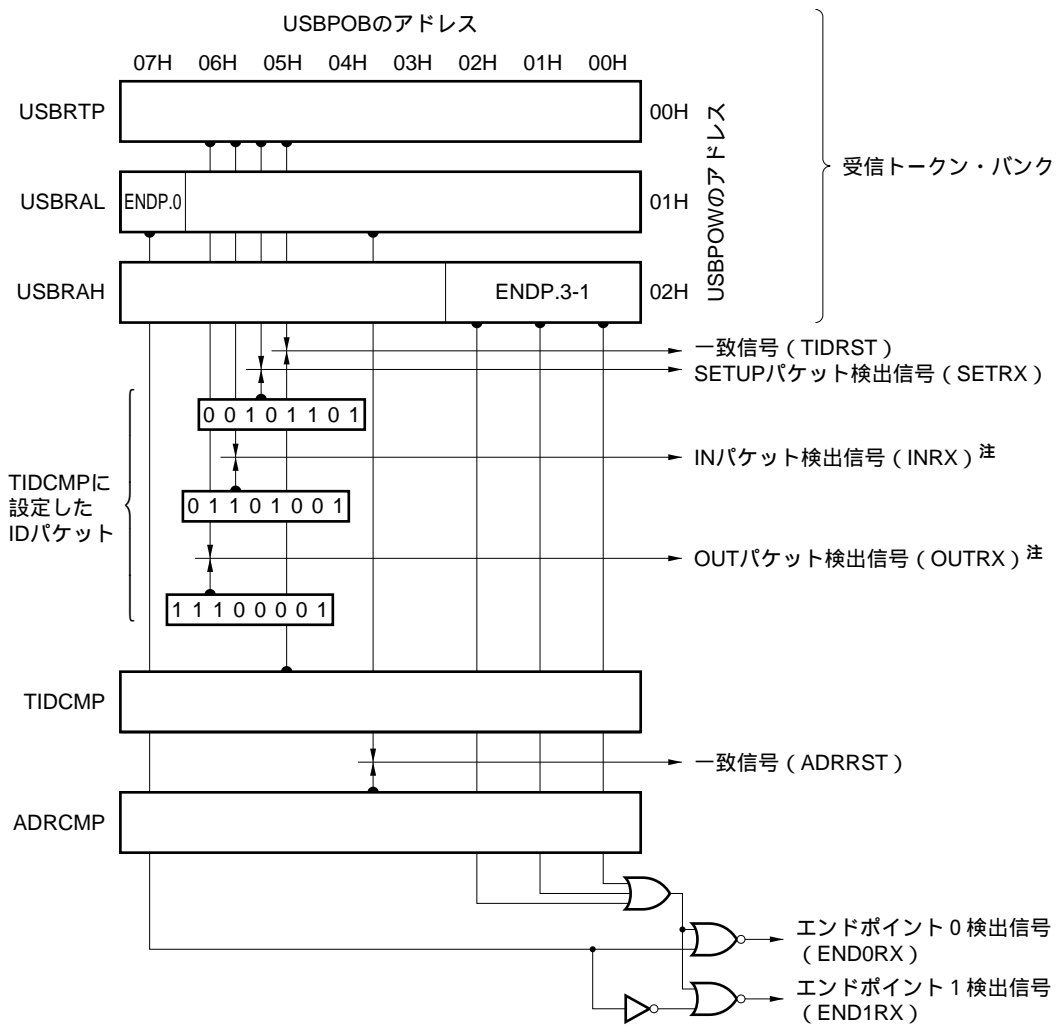 USBPOBのアドレス
07H 06H 05H 04H 03H 02H 01H 00H
USBRTP
00H
USBRAL
ENDP.0
01H
USBRAH
ENDP.3-1
02H
USBPOWのアドレス
受信トークン・バンク
一致信号（TIDRST）
SETUPパケット検出信号（SETRX）
0 0 1 0 1 1 0 1
INパケット検出信号（INRX）注
TIDCMPに
設定した
IDパケット
0 1 1 0 1 0 0 1
OUTパケット検出信号（OUTRX）注
1 1 1 0 0 0 0 1
TIDCMP
一致信号（ADRRST）
ADRCMP
エンドポイント0検出信号
（END0RX）
エンドポイント1検出信号
（END1RX）